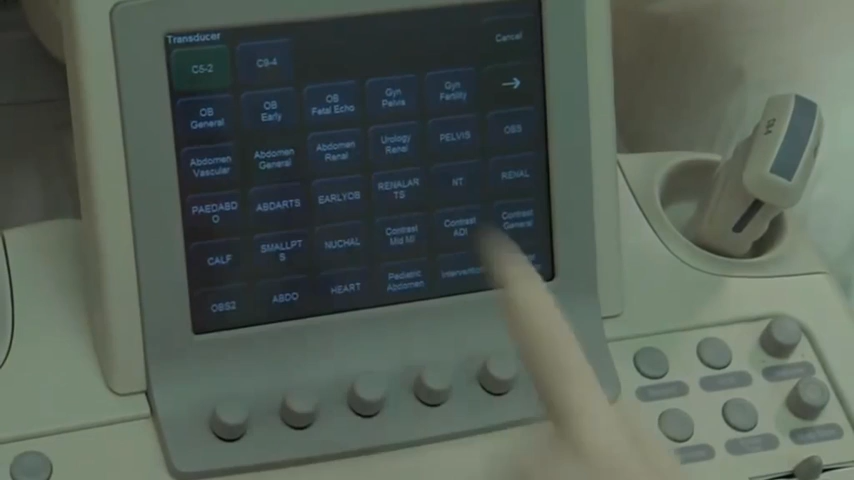 Transducer
C5-2
C9-4
Cancel
OB
General
OB
Early
OB
Fetal Echo
Gyn
Pelvis
Gyn
Fertility
→
Abdomen
Vascular
Abdomen
General
Abdomen
Renal
Urology
Renal
PELVIS
OBS
PAEDABD
O
ABDARTS
EARLYOB
RENALAR
TS
NT
RENAL
CALF
SMALLPT
S
NUCHAL
Contrast
Mid MI
Contrast
ADI
Contrast
General
OBS2
ABDO
HEART
Pediatric
Abdomen